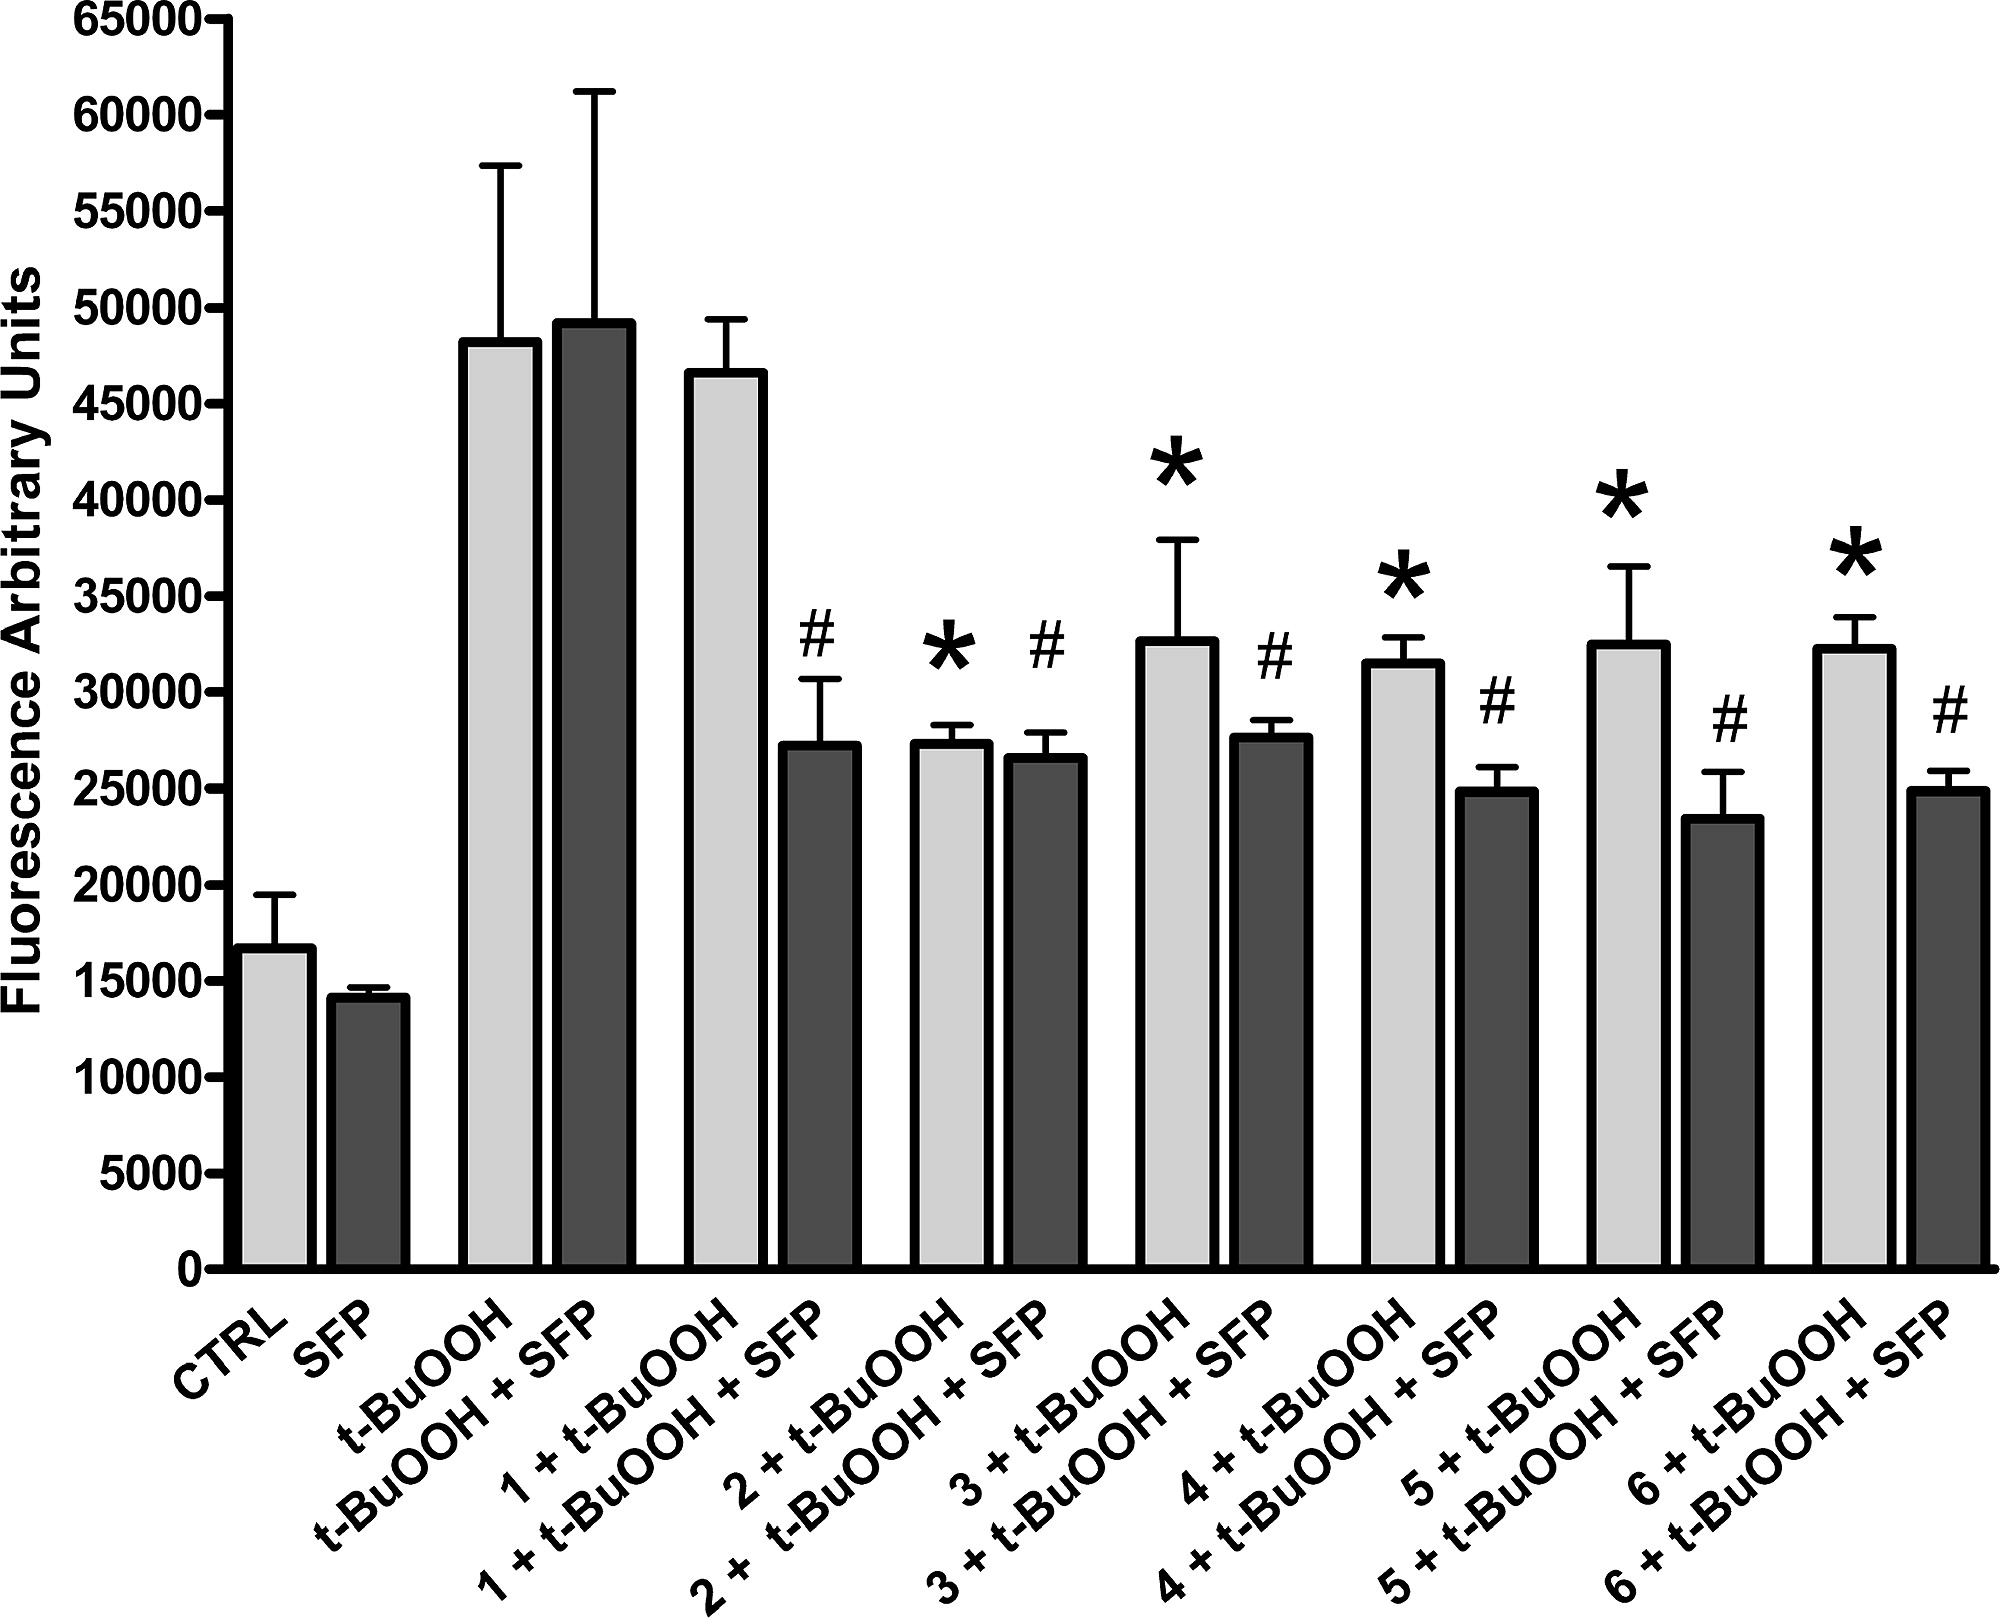 Fluorescence Arbitrary Units
65000
60000
55000
50000
45000
40000
35000
30000
25000
20000
15000
10000
5000
0
*
*
*
*
*
#
#
#
#
#
#
CTRL
SFP
t-BuOOH
t-BuOOH + SFP
1 + t-BuOOH
1 + t-BuOOH + SFP
2 + t-BuOOH
2 + t-BuOOH + SFP
3 + t-BuOOH
3 + t-BuOOH + SFP
4 + t-BuOOH
4 + t-BuOOH + SFP
5 + t-BuOOH
5 + t-BuOOH + SFP
6 + t-BuOOH
6 + t-BuOOH + SFP